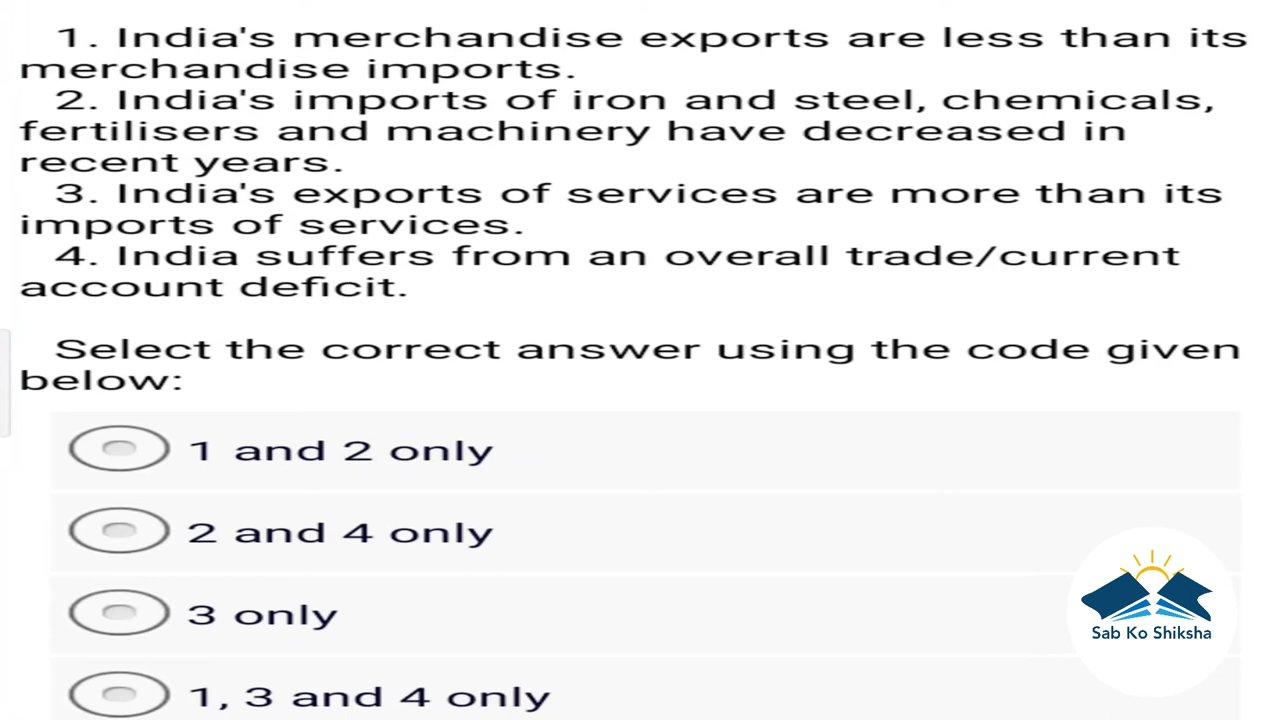 1. India's merchandise exports are less than its
merchandise imports.
2. India's imports of iron and steel, chemicals,
fertilisers and machinery have decreased in
recent years.
3. India's exports of services are more than its
imports of services.
4. India suffers from an overall trade/current
account deficit.
Select the correct answer using the code given
below:
1 and 2 only
2 and 4 only
3 only
1, 3 and 4 only
Sab Ko Shiksha